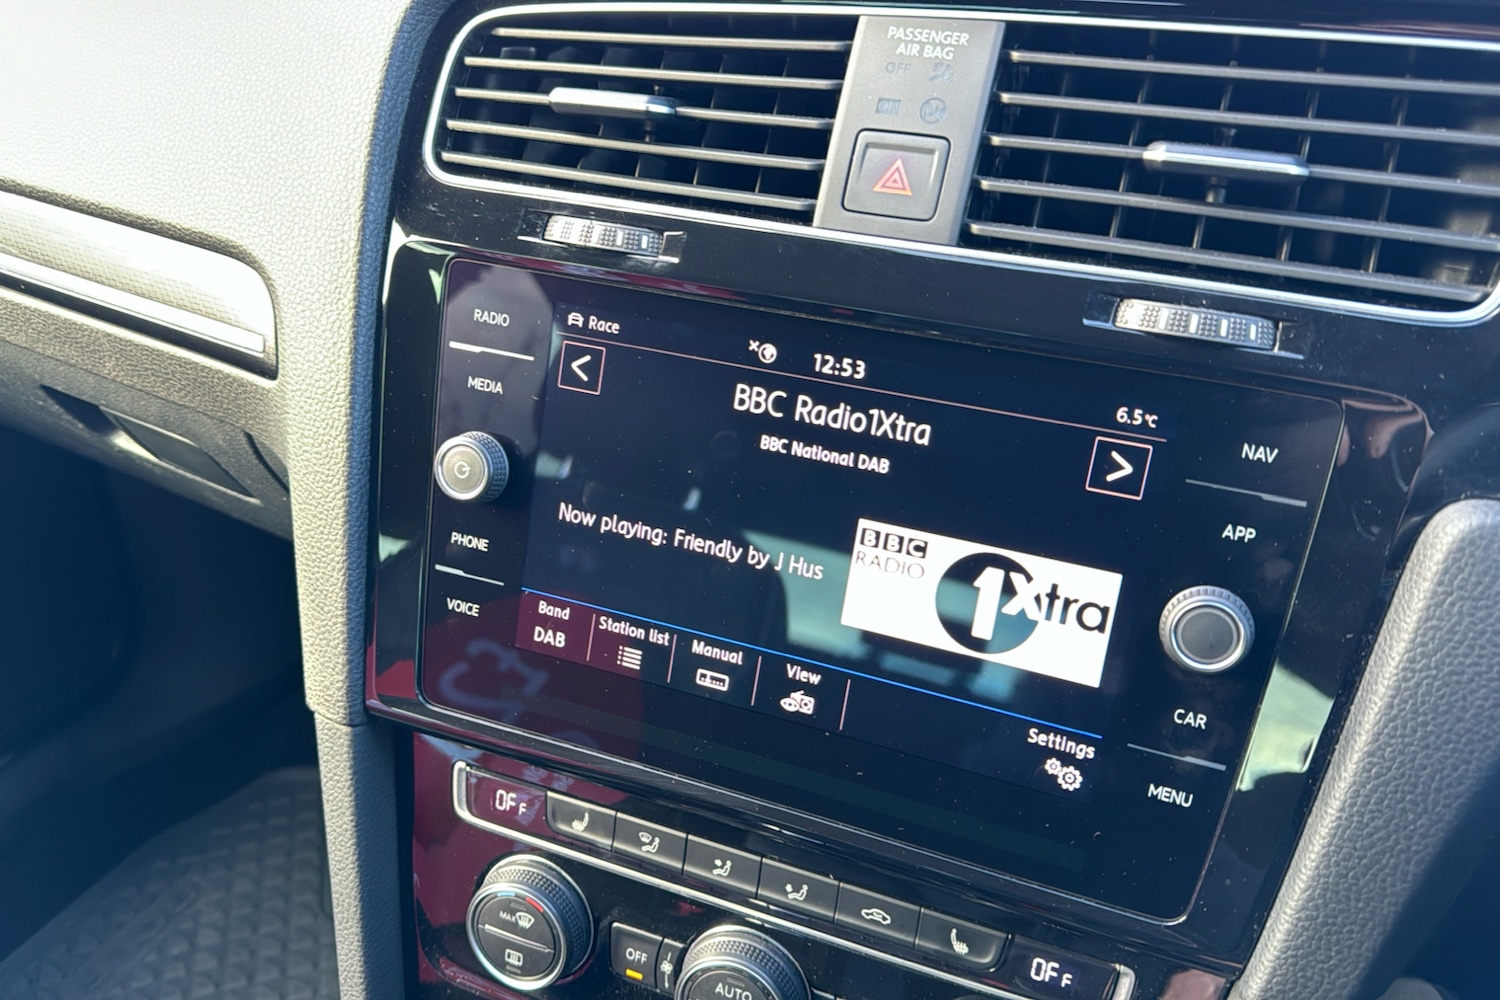 PASSENGER
AIR BAG
OFF
ON
RADIO
MEDIA
PHONE
VOICE
Race
12:53
6.5°C
<
BBC Radio1Xtra
BBC National DAB
>
Now playing: Friendly by J Hus
BBC
RADIO
1Xtra
Band
DAB
Station list
Manual
View
Settings
NAV
APP
CAR
MENU
OFF
MAX
OFF
AUTO
OFF